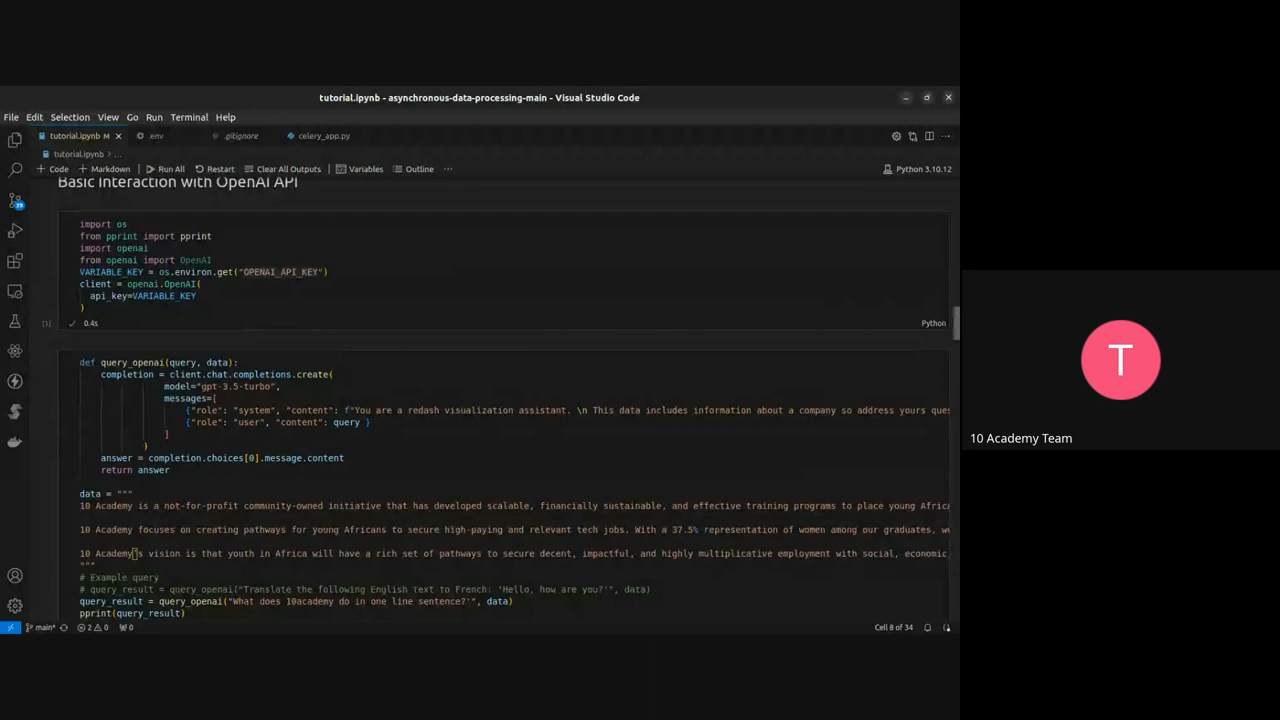 tutorial.ipynb - asynchronous-data-processing-main - Visual Studio Code
File Edit Selection View Go Run Terminal Help
tutorial.ipynb M .env .gitignore celery_app.py
tutorial.ipynb > ...
+ Code + Markdown Run All Restart Clear All Outputs Variables Outline ... Python 3.10.12
Basic Interaction with OpenAI API
import os
from pprint import pprint
import openai
from openai import OpenAI
VARIABLE_KEY = os.environ.get("OPENAI_API_KEY")
client = openai.OpenAI(
api_key=VARIABLE_KEY
)
0.4s Python
def query_openai(query, data):
completion = client.chat.completions.create(
model="gpt-3.5-turbo",
messages=[
{"role": "system", "content": f"You are a redash visualization assistant. \n This data includes information about a company so address yours ques
{"role": "user", "content": query }
]
)
answer = completion.choices[0].message.content
return answer
data = """
10 Academy is a not-for-profit community-owned initiative that has developed scalable, financially sustainable, and effective training programs to place young Africa
10 Academy focuses on creating pathways for young Africans to secure high-paying and relevant tech jobs. With a 37.5% representation of women among our graduates, we
10 Academy's vision is that youth in Africa will have a rich set of pathways to secure decent, impactful, and highly multiplicative employment with social, economic,
"""
# Example query
# query_result = query_openai("Translate the following English text to French: 'Hello, how are you?'", data)
query_result = query_openai("What does 10academy do in one line sentence?'", data)
pprint(query_result)
main* 2 0 0 Cell 8 of 34
T
10 Academy Team